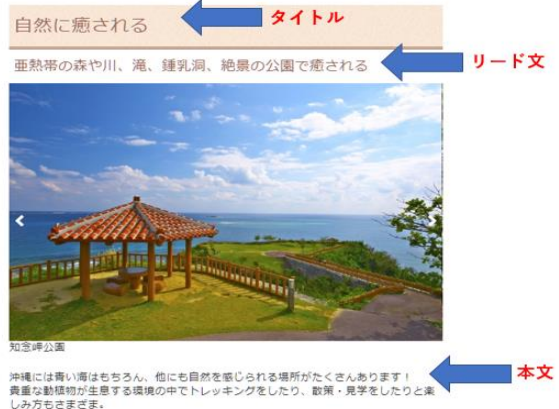 自然に癒される
タイトル
亜熱帯の森や川、滝、鍾乳洞、絶景の公園で癒される
リード文
知念岬公園
沖縄には青い海はもちろん、他にも自然を感じられる場所がたくさんあります！
本文
貴重な動植物が生息する環境の中でトレッキングをしたり、散策・見学をしたりと楽
しみ方もさまざま。